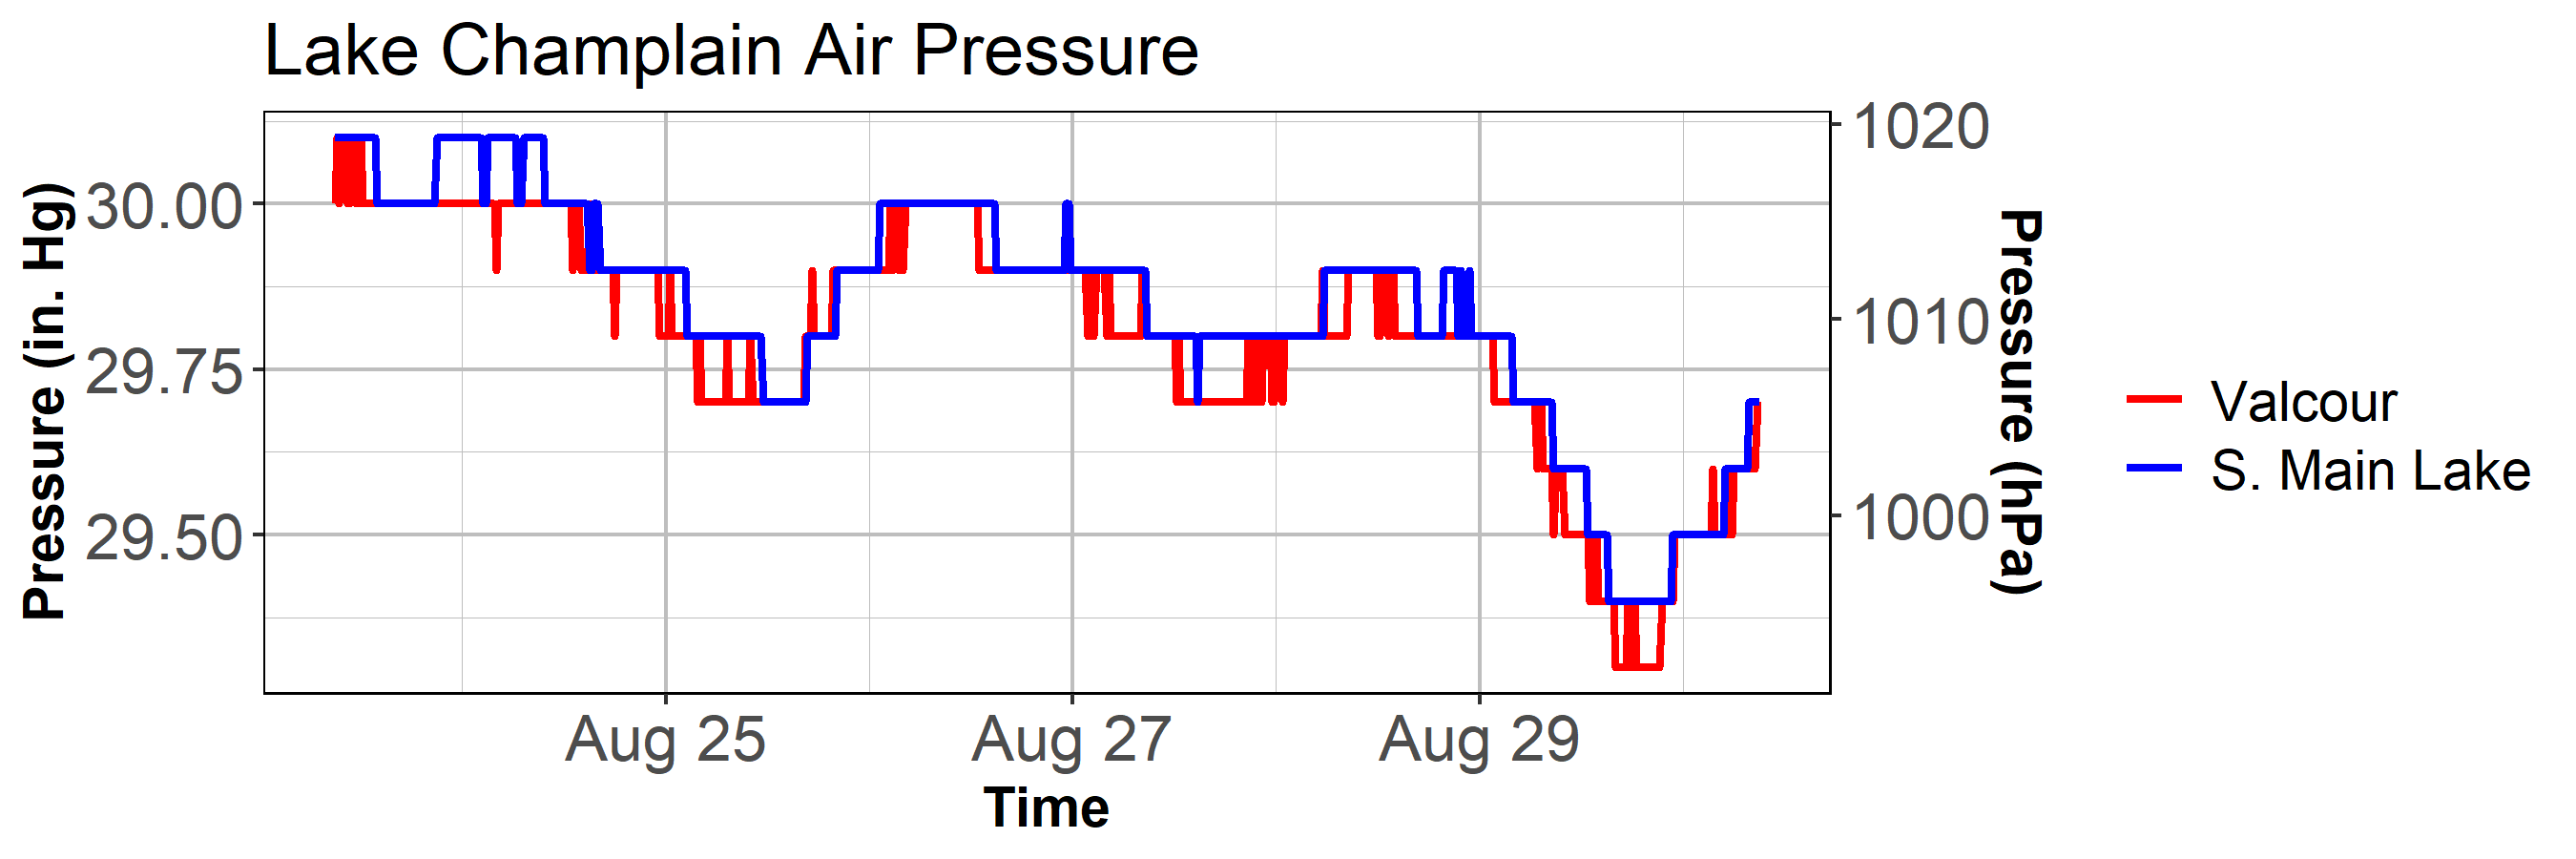 Lake Champlain Air Pressure
Pressure (in. Hg)
30.00
29.75
29.50
1020
1010
1000
Pressure (hPa)
Aug 25
Aug 27
Aug 29
Time
Valcour
S. Main Lake